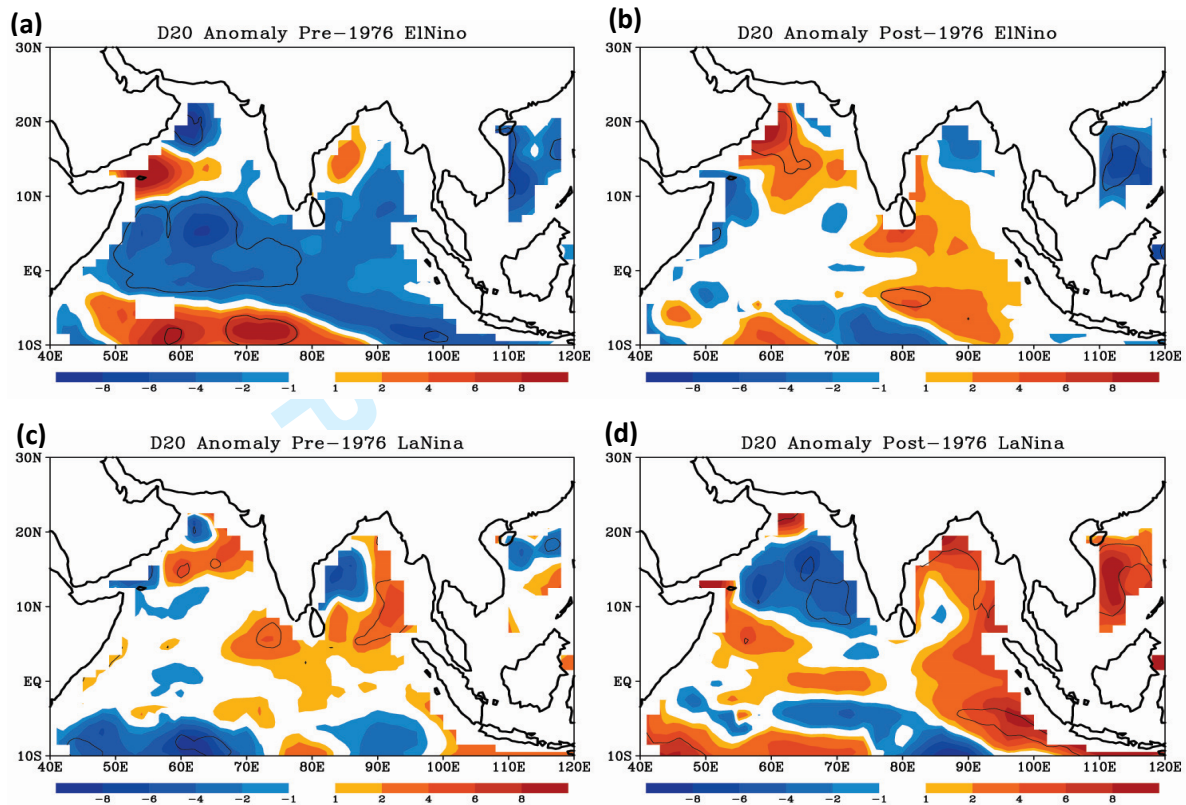 (a)
D20 Anomaly Pre-1976 ElNino
30N
20N
10N
EQ
10S
40E 50E 60E 70E 80E 90E 100E 110E 120E
-8 -6 -4 -2 -1 1 2 4 6 8
(b)
D20 Anomaly Post-1976 ElNino
30N
20N
10N
EQ
10S
40E 50E 60E 70E 80E 90E 100E 110E 120E
-8 -6 -4 -2 -1 1 2 4 6 8
(c)
D20 Anomaly Pre-1976 LaNina
30N
20N
10N
EQ
10S
40E 50E 60E 70E 80E 90E 100E 110E 120E
-8 -6 -4 -2 -1 1 2 4 6 8
(d)
D20 Anomaly Post-1976 LaNina
30N
20N
10N
EQ
10S
40E 50E 60E 70E 80E 90E 100E 110E 120E
-8 -6 -4 -2 -1 1 2 4 6 8